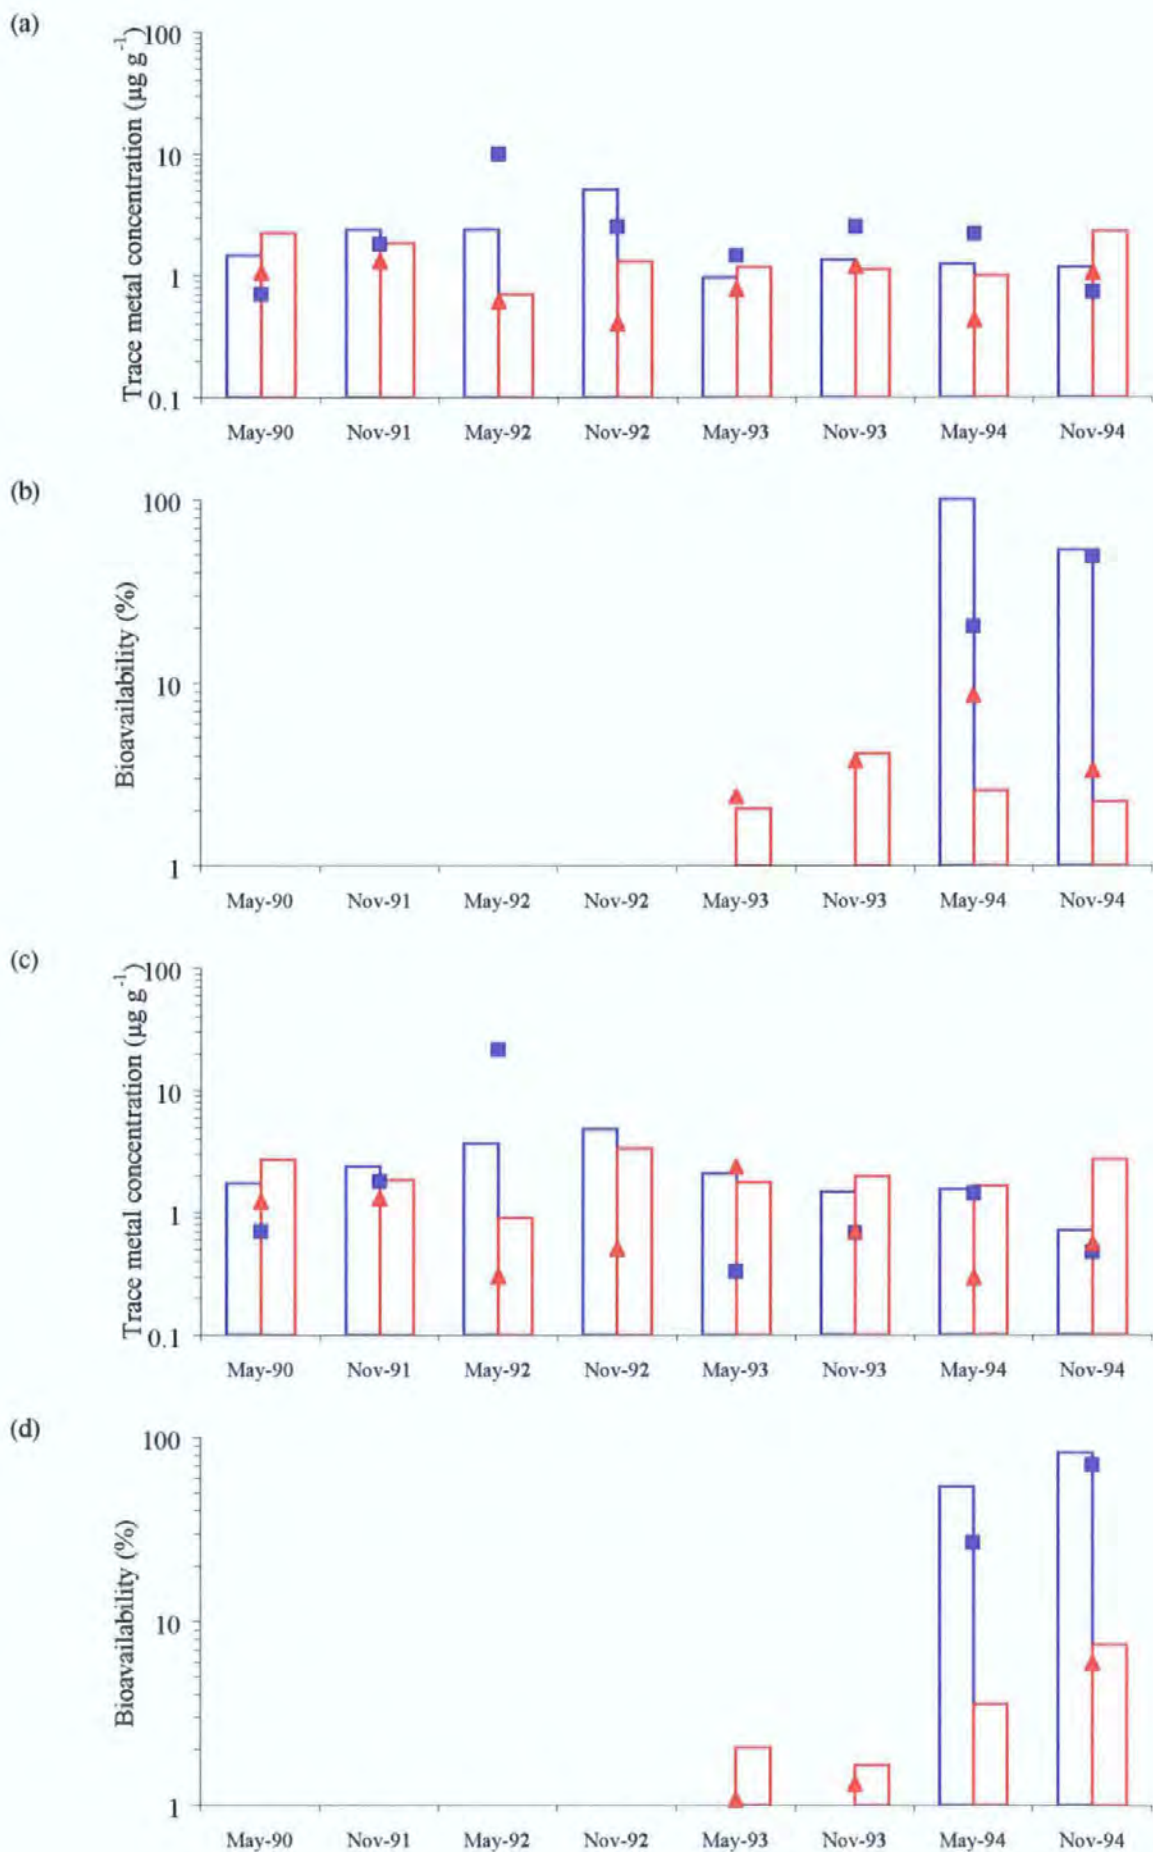 (a)
Trace metal concentration (µg g⁻¹)
100
10
1
0.1
May-90 Nov-91 May-92 Nov-92 May-93 Nov-93 May-94 Nov-94
(b)
Bioavailability (%)
100
10
1
May-90 Nov-91 May-92 Nov-92 May-93 Nov-93 May-94 Nov-94
(c)
Trace metal concentration (µg g⁻¹)
100
10
1
0.1
May-90 Nov-91 May-92 Nov-92 May-93 Nov-93 May-94 Nov-94
(d)
Bioavailability (%)
100
10
1
May-90 Nov-91 May-92 Nov-92 May-93 Nov-93 May-94 Nov-94